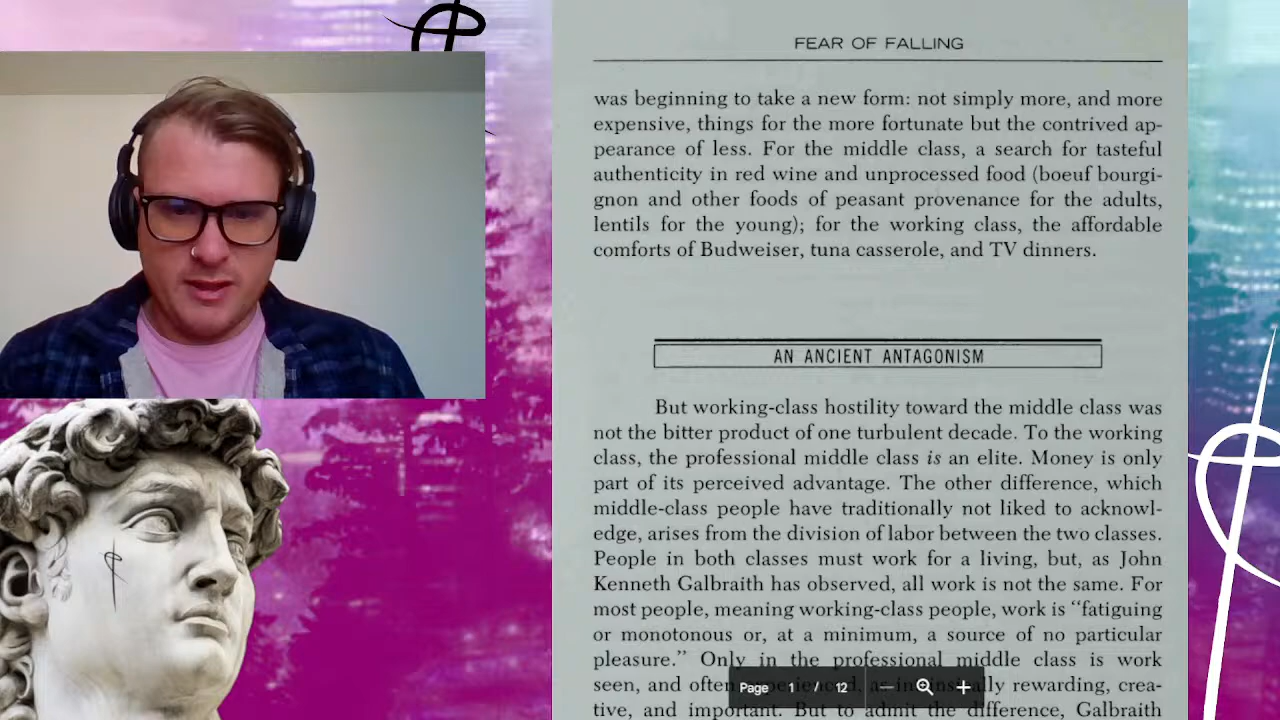 FEAR OF FALLING
was beginning to take a new form: not simply more, and more
expensive, things for the more fortunate but the contrived ap-
pearance of less. For the middle class, a search for tasteful
authenticity in red wine and unprocessed food (boeuf bourgi-
gnon and other foods of peasant provenance for the adults,
lentils for the young); for the working class, the affordable
comforts of Budweiser, tuna casserole, and TV dinners.
AN ANCIENT ANTAGONISM
But working-class hostility toward the middle class was
not the bitter product of one turbulent decade. To the working
class, the professional middle class is an elite. Money is only
part of its perceived advantage. The other difference, which
middle-class people have traditionally not liked to acknowl-
edge, arises from the division of labor between the two classes.
People in both classes must work for a living, but, as John
Kenneth Galbraith has observed, all work is not the same. For
most people, meaning working-class people, work is “fatiguing
or monotonous or, at a minimum, a source of no particular
pleasure.” Only in the professional middle class is work
seen, and often experienced, as intrinsically rewarding, crea-
tive, and important. But to admit the difference, Galbraith
Page 1 / 12